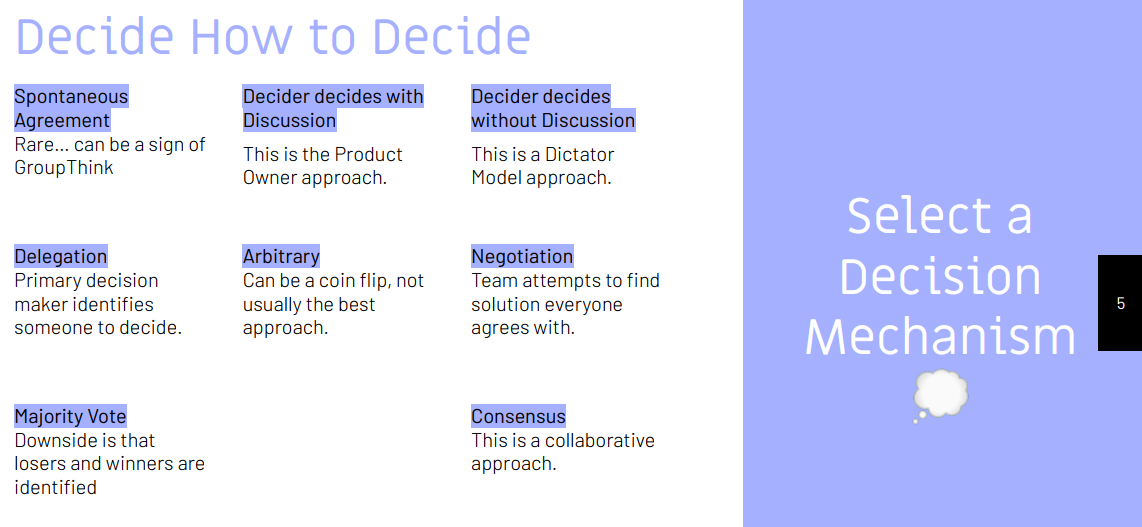 Decide How to Decide
Spontaneous
Agreement
Rare... can be a sign of
GroupThink
Decider decides with
Discussion
This is the Product
Owner approach.
Decider decides
without Discussion
This is a Dictator
Model approach.
Delegation
Primary decision
maker identifies
someone to decide.
Arbitrary
Can be a coin flip, not
usually the best
approach.
Negotiation
Team attempts to find
solution everyone
agrees with.
Majority Vote
Downside is that
losers and winners are
identified
Consensus
This is a collaborative
approach.
Select a
Decision
Mechanism
5